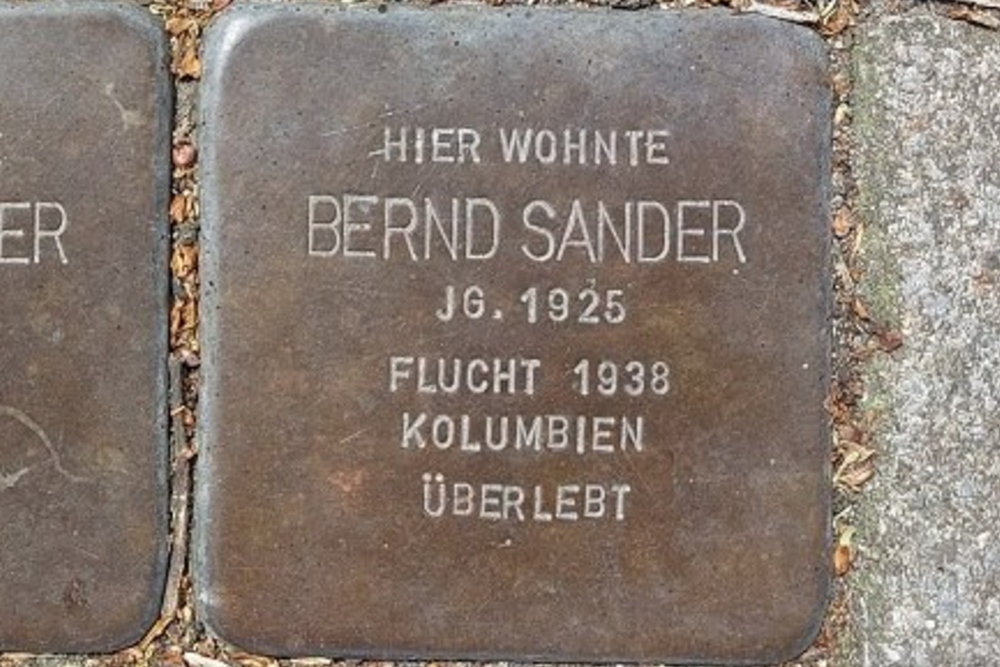 HIER WOHNTE
BERND SANDER
JG. 1925
FLUCHT 1938
KOLUMBIEN
ÜBERLEBT